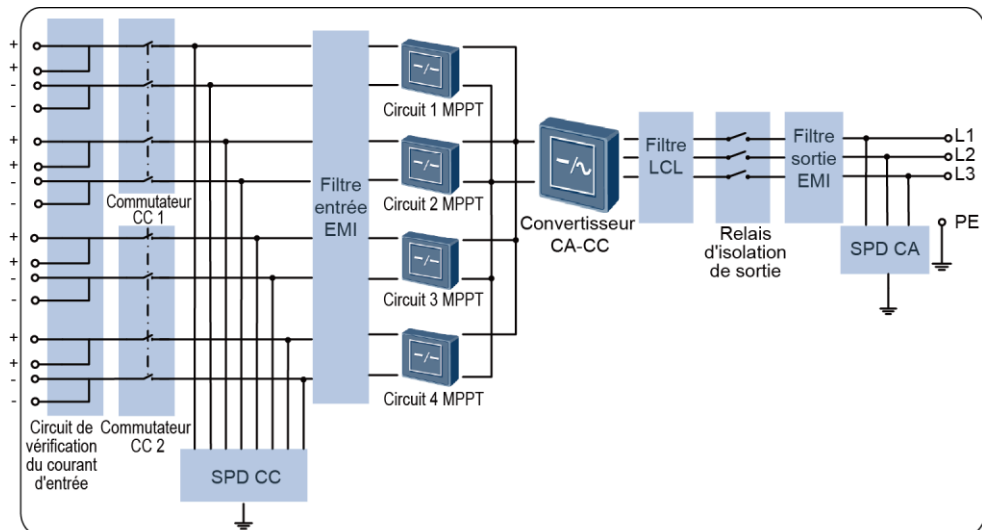 +
+
-
-
+
+
-
-
+
+
-
-
+
+
-
-
Circuit de
vérification
du courant
d'entrée
Commutateur
CC 1
Commutateur
CC 2
SPD CC
Filtre
entrée
EMI
Circuit 1 MPPT
Circuit 2 MPPT
Circuit 3 MPPT
Circuit 4 MPPT
Convertisseur
CA-CC
Filtre
LCL
Relais
d'isolation
de sortie
Filtre
sortie
EMI
L1
L2
L3
PE
SPD CA